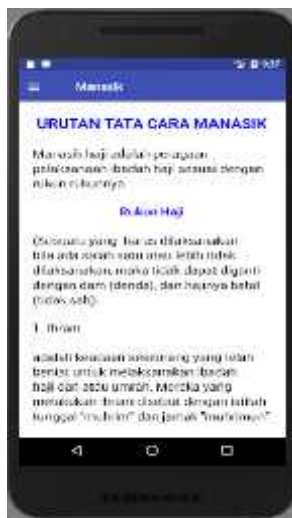 9:37
Manasik
URUTAN TATA CARA MANASIK
Manasik haji adalah peragaan
pelaksanaan ibadah haji sesuai dengan
rukun-rukunnya.
Rukun Haji
(Sesuatu yang harus dilaksanakan
bila ada salah satu atau lebih tidak
dilaksanakan, maka tidak dapat diganti
dengan dam (denda), dan hajinya batal
(tidak sah).
1. Ihram
adalah keadaan seseorang yang telah
berniat untuk melaksanakan ibadah
haji dan atau umrah. Mereka yang
melakukan ihram disebut dengan istilah
tunggal "muhrim" dan jamak "muhrimun"